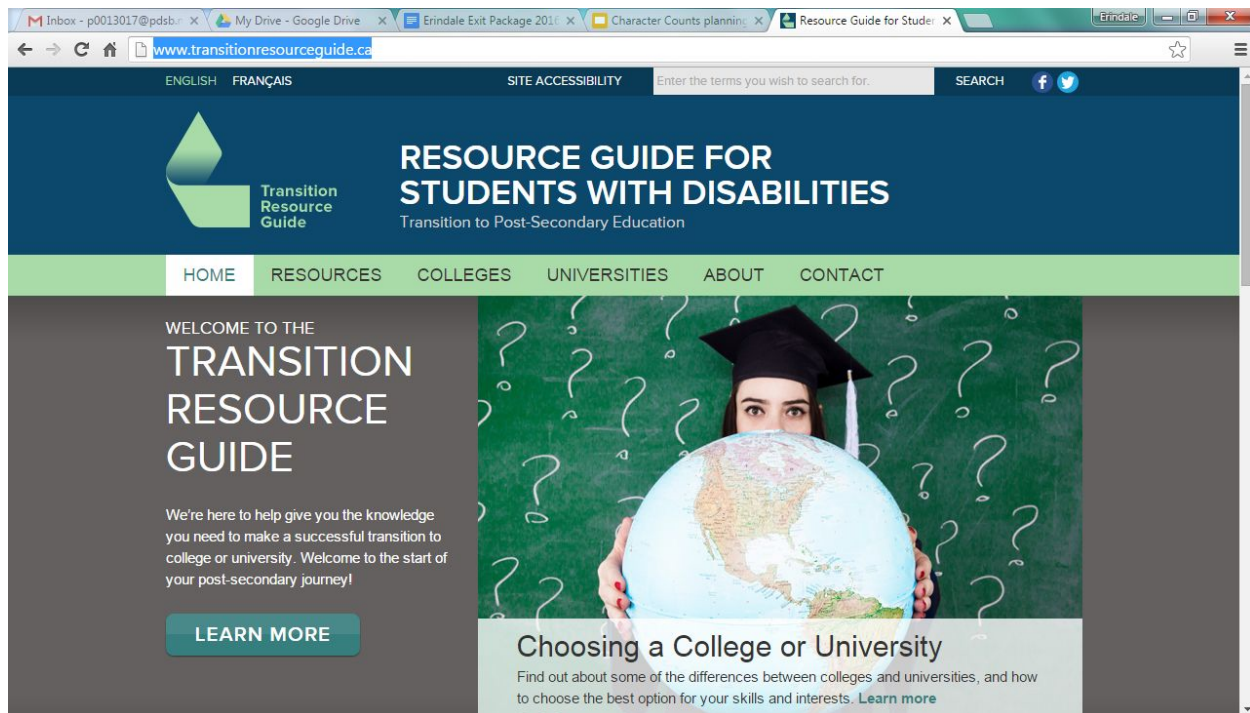 Inbox - p0013017@pdsb.n
My Drive - Google Drive
Erindale Exit Package 2016
Character Counts planning
Resource Guide for Studen
Erindale
www.transitionresourceguide.ca
ENGLISH FRANÇAIS SITE ACCESSIBILITY Enter the terms you wish to search for. SEARCH
Transition
Resource
Guide
RESOURCE GUIDE FOR
STUDENTS WITH DISABILITIES
Transition to Post-Secondary Education
HOME RESOURCES COLLEGES UNIVERSITIES ABOUT CONTACT
WELCOME TO THE
TRANSITION
RESOURCE
GUIDE
We're here to help give you the knowledge
you need to make a successful transition to
college or university. Welcome to the start of
your post-secondary journey!
LEARN MORE
Choosing a College or University
Find out about some of the differences between colleges and universities, and how
to choose the best option for your skills and interests. Learn more